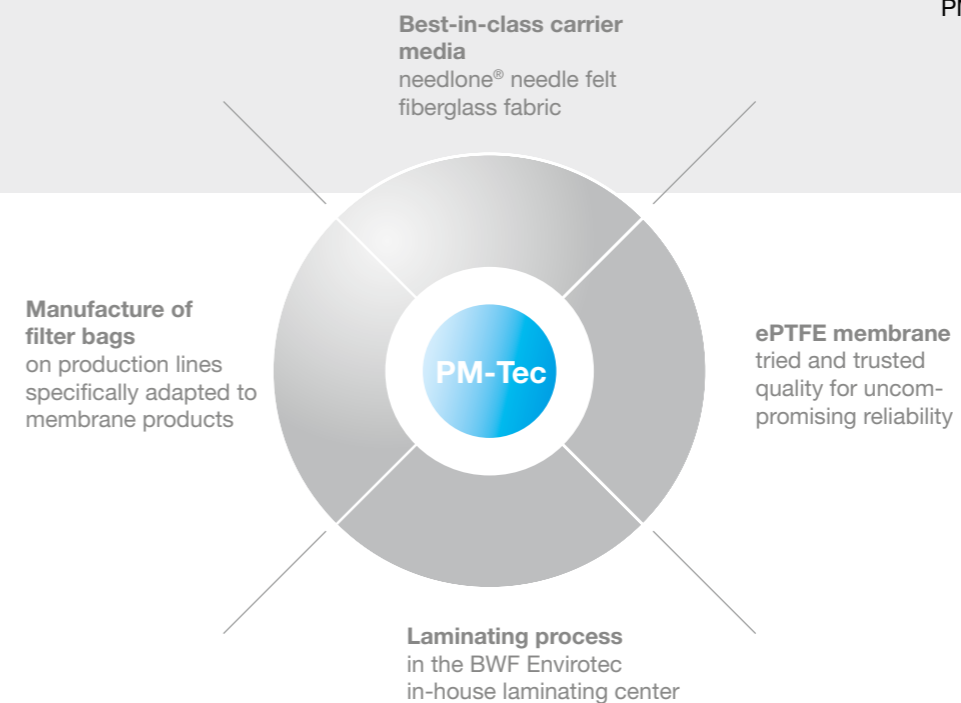 PM
Best-in-class carrier
media
needlone® needle felt
fiberglass fabric
Manufacture of
filter bags
on production lines
specifically adapted to
membrane products
PM-Tec
ePTFE membrane
tried and trusted
quality for uncom-
promising reliability
Laminating process
in the BWF Envirotec
in-house laminating center